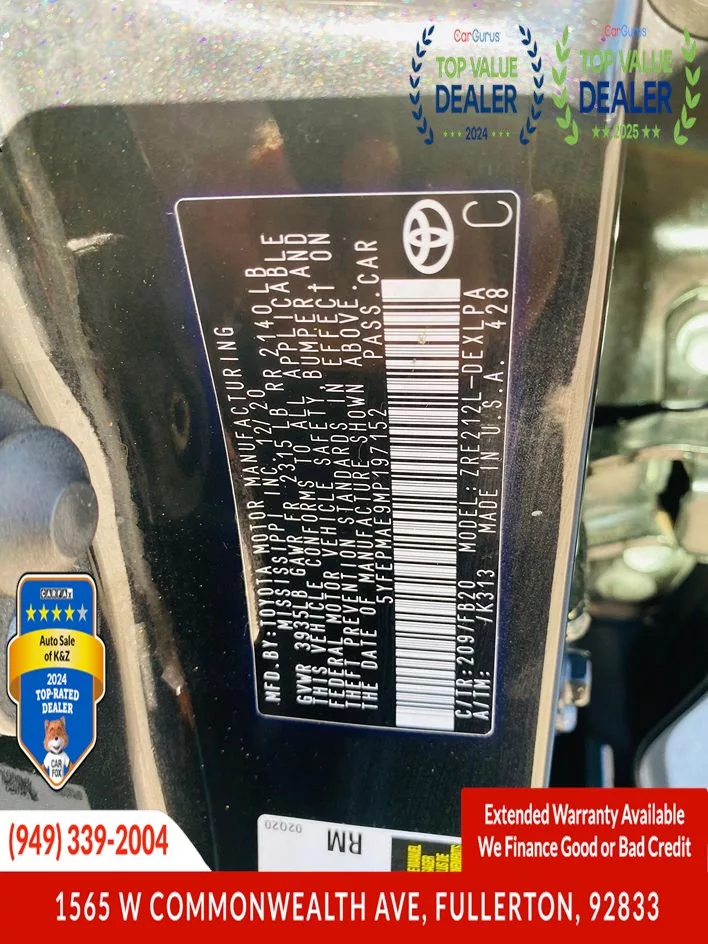 CarGurus
TOP VALUE
DEALER
2024
CarGurus
TOP VALUE
DEALER
2025
MFD.BY:TOYOTA MOTOR MANUFACTURING
MISSISSIPPI INC. 12/20
GVWR 3935LB GAWR FR 2315 LB RR 2140LB
THIS VEHICLE CONFORMS TO ALL APPLICABLE
FEDERAL MOTOR VEHICLE SAFETY BUMPER AND
THEFT PREVENTION STANDARDS IN EFFECT ON
THE DATE OF MANUFACTURE SHOWN ABOVE.
5YFEPMAE9MP197152 PASS.CAR
C/TR:209/FB20 MODEL:ZRE212L-DEXLPA
A/TM: /K313 MADE IN U.S.A. 428
C
CARFAX
Auto Sale
of K&Z
2024
TOP-RATED
DEALER
CAR
FOX
02020
RM
(949) 339-2004
Extended Warranty Available
We Finance Good or Bad Credit
1565 W COMMONWEALTH AVE, FULLERTON, 92833